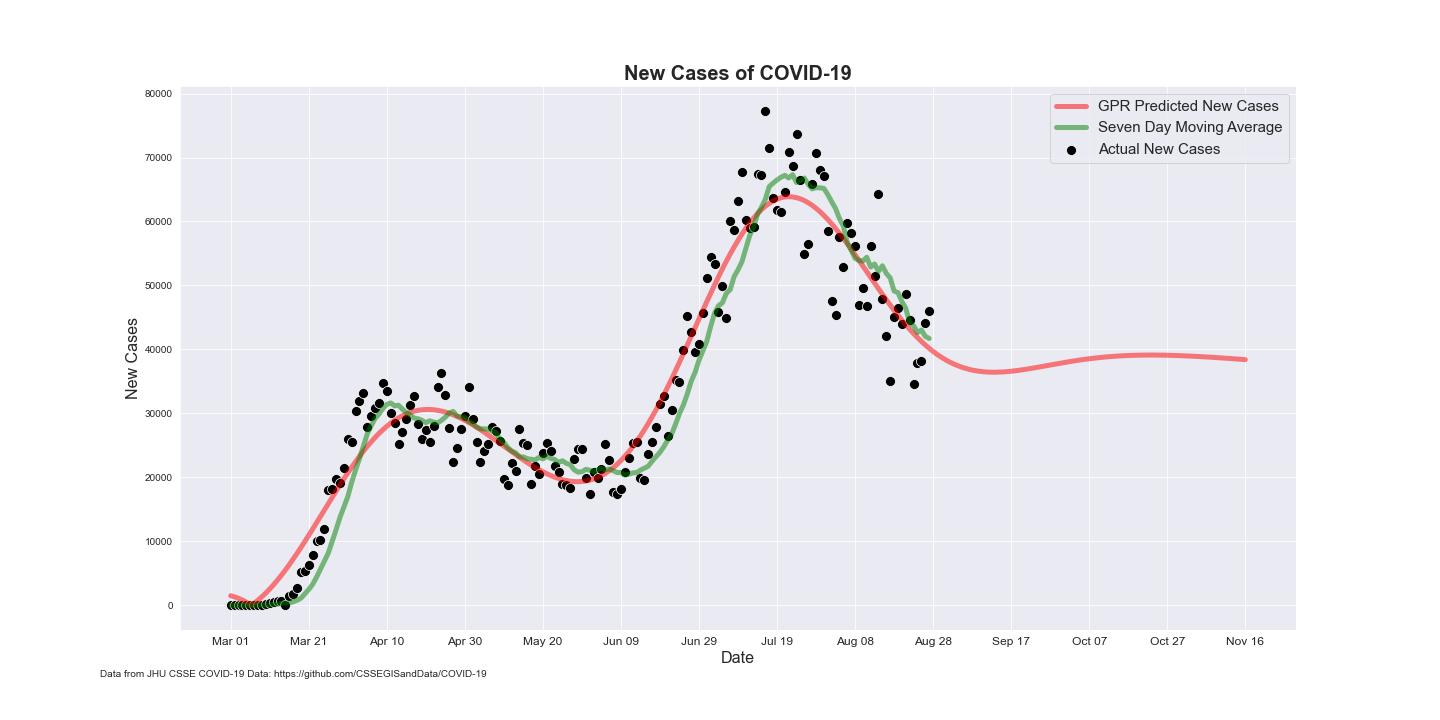 New Cases of COVID-19
GPR Predicted New Cases
Seven Day Moving Average
Actual New Cases
New Cases
80000
70000
60000
50000
40000
30000
20000
10000
0
Mar 01 Mar 21 Apr 10 Apr 30 May 20 Jun 09 Jun 29 Jul 19 Aug 08 Aug 28 Sep 17 Oct 07 Oct 27 Nov 16
Date
Data from JHU CSSE COVID-19 Data: https://github.com/CSSEGISandData/COVID-19